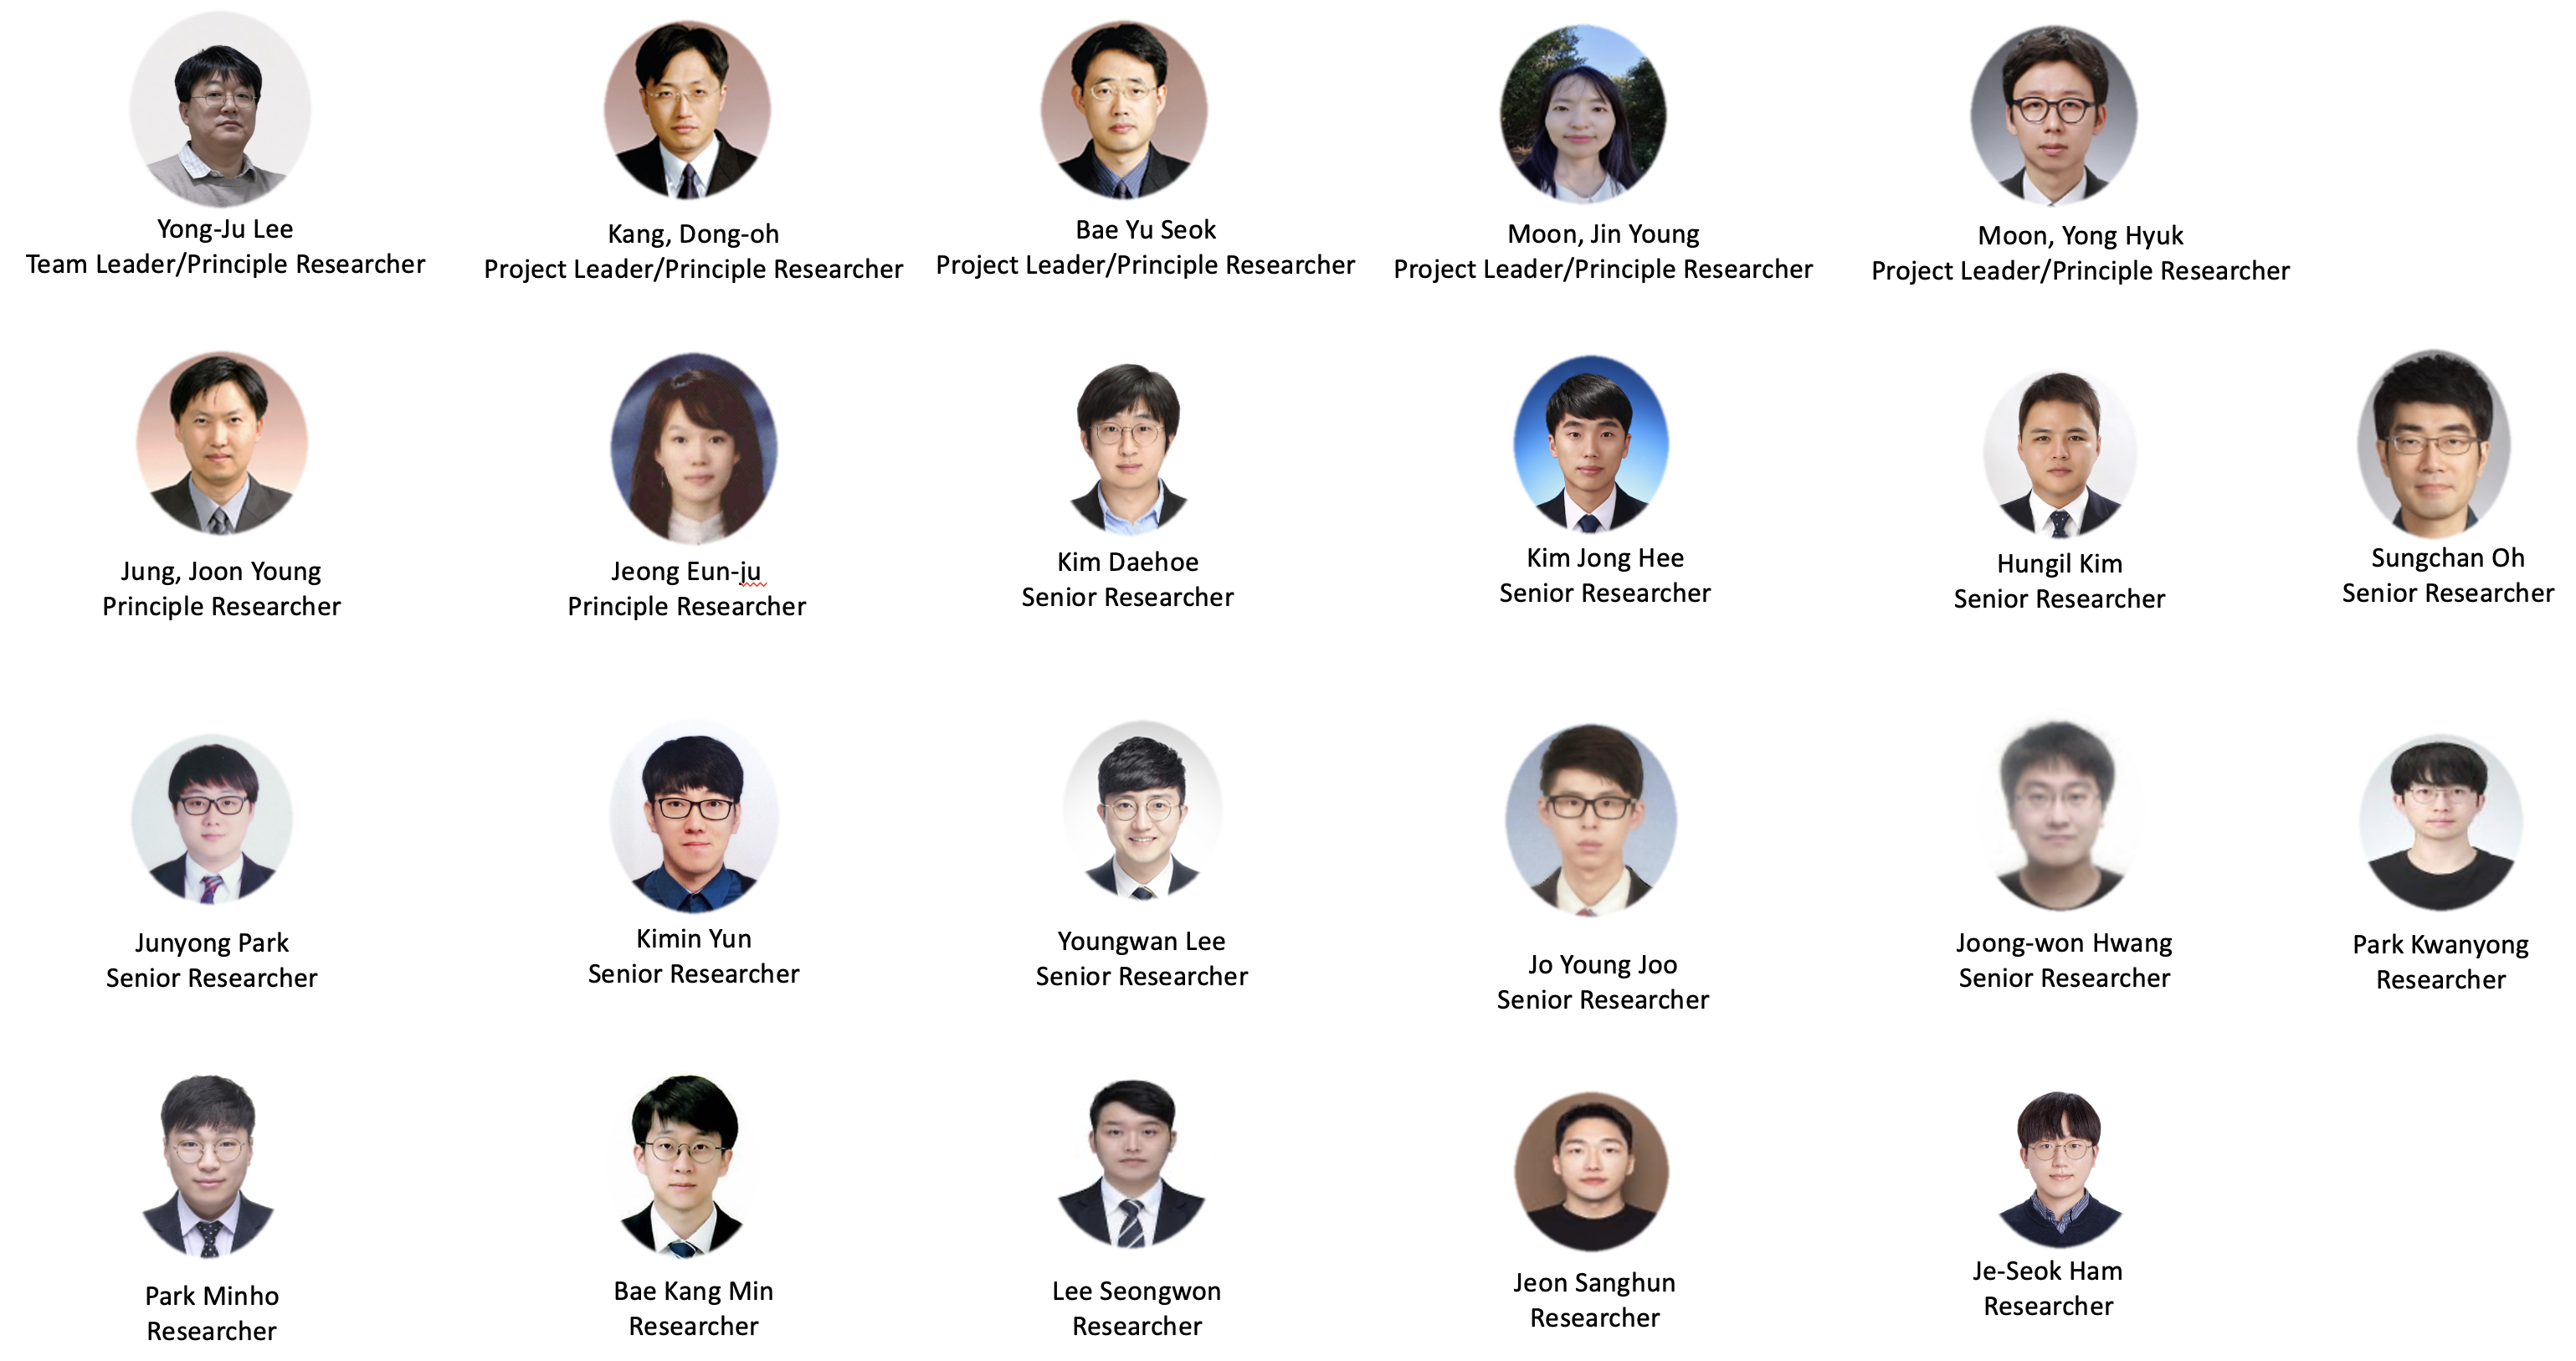 Yong-Ju Lee
Team Leader/Principle Researcher
Kang, Dong-oh
Project Leader/Principle Researcher
Bae Yu Seok
Project Leader/Principle Researcher
Moon, Jin Young
Project Leader/Principle Researcher
Moon, Yong Hyuk
Project Leader/Principle Researcher
Jung, Joon Young
Principle Researcher
Jeong Eun-ju
Principle Researcher
Kim Daehoe
Senior Researcher
Kim Jong Hee
Senior Researcher
Hungil Kim
Senior Researcher
Sungchan Oh
Senior Researcher
Junyong Park
Senior Researcher
Kimin Yun
Senior Researcher
Youngwan Lee
Senior Researcher
Jo Young Joo
Senior Researcher
Joong-won Hwang
Senior Researcher
Park Kwanyong
Researcher
Park Minho
Researcher
Bae Kang Min
Researcher
Lee Seongwon
Researcher
Jeon Sanghun
Researcher
Je-Seok Ham
Researcher